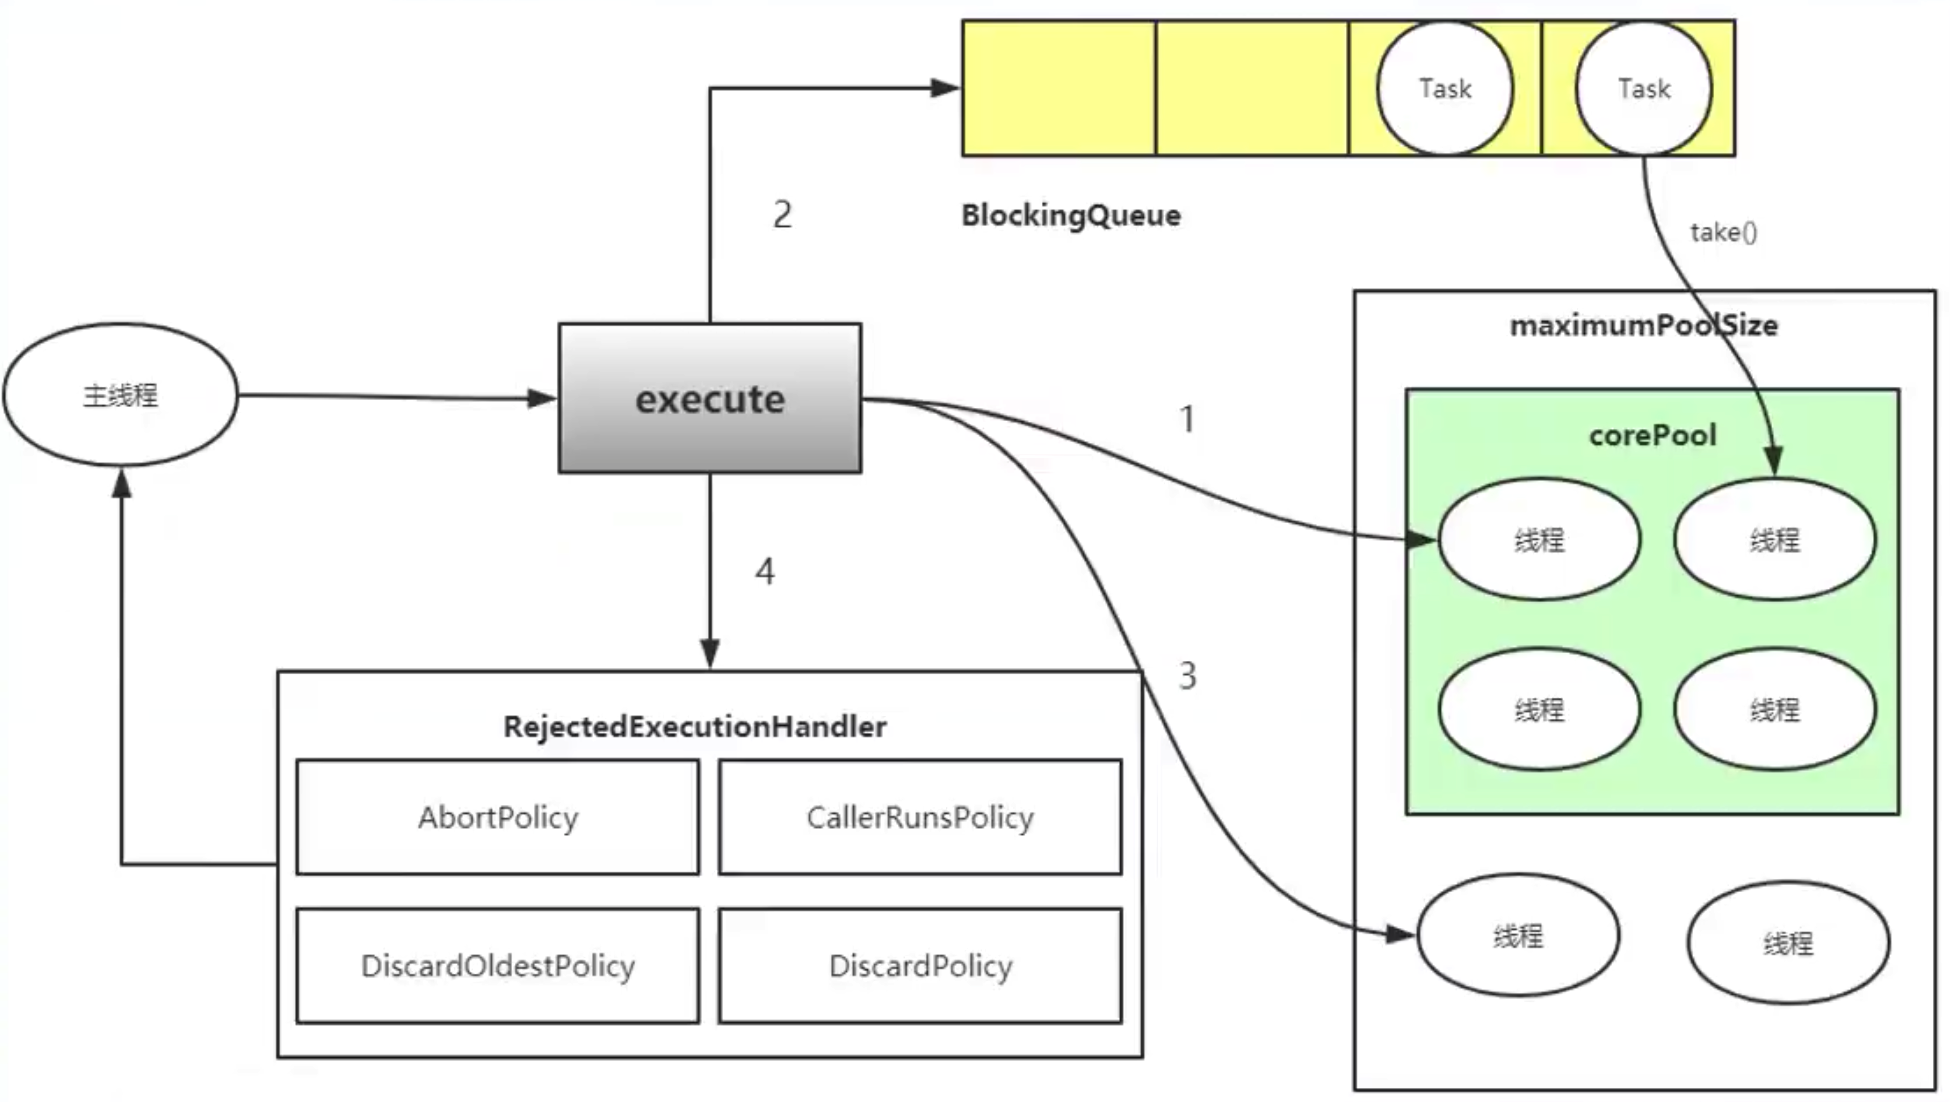 Task
Task
2
BlockingQueue
take()
maximumPoolSize
主线程
execute
1
corePool
线程
线程
4
3
线程
线程
RejectedExecutionHandler
AbortPolicy
CallerRunsPolicy
DiscardOldestPolicy
DiscardPolicy
线程
线程